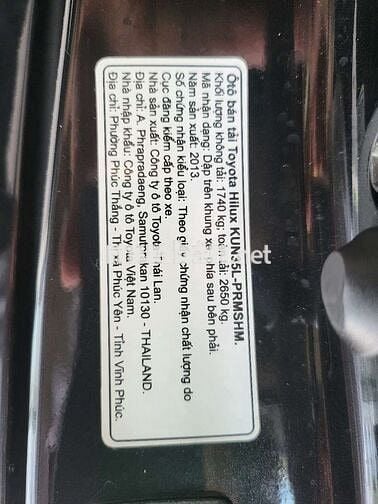 Ôtô bán tải Toyota Hilux KUN35L-PRMSHM.
Khối lượng không tải: 1740 kg; toàn tải: 2650 kg.
Mã nhận dạng: Dập trên khung xe phía sau bên phải.
Năm sản xuất: 2013.
Số chứng nhận kiểu loại: Theo giấy chứng nhận chất lượng do
Cục đăng kiểm cấp theo xe.
Nhà sản xuất: Công ty ô tô Toyota Thái Lan.
Địa chỉ: A. Phrapradaeng, Samutprakan 10130 - THAILAND.
Nhà nhập khẩu: Công ty ô tô Toyota Việt Nam.
Địa chỉ: Phường Phúc Thắng - Thị xã Phúc Yên - Tỉnh Vĩnh Phúc.